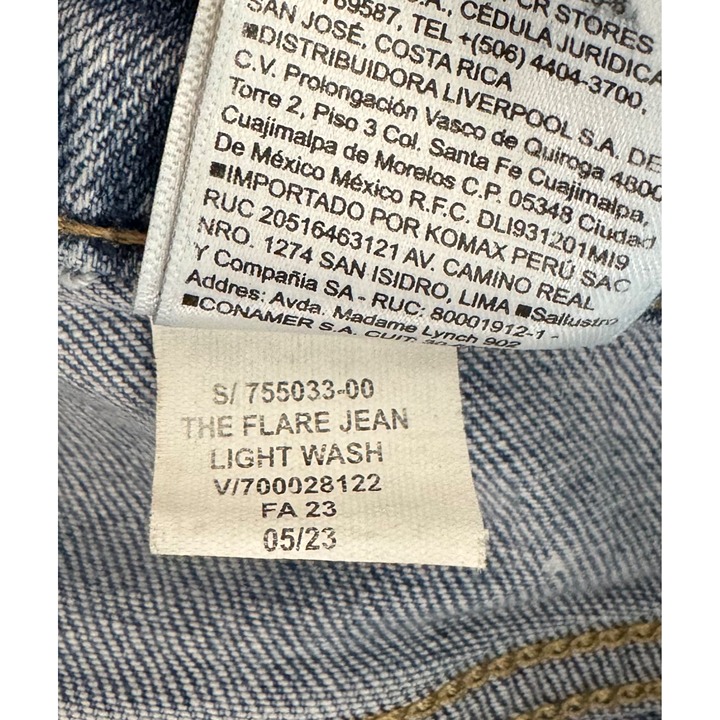 S.A., CÉDULA JURÍDICA
69587, TEL +(506) 4404-3700,
SAN JOSÉ, COSTA RICA
■DISTRIBUIDORA LIVERPOOL S.A. DE
C.V. Prolongación Vasco de Quiroga 4800
Torre 2, Piso 3 Col. Santa Fe Cuajimalpa,
Cuajimalpa de Morelos C.P. 05348 Ciudad
De México México R.F.C. DLI931201MI9
■IMPORTADO POR KOMAX PERÚ SAC
RUC 20516463121 AV. CAMINO REAL
NRO. 1274 SAN ISIDRO, LIMA ■Sallustro
Y Compañia SA - RUC: 80001912-1 -
Addres: Avda. Madame Lynch 902
■CONAMER S.A. CUIT:
S/ 755033-00
THE FLARE JEAN
LIGHT WASH
V/700028122
FA 23
05/23